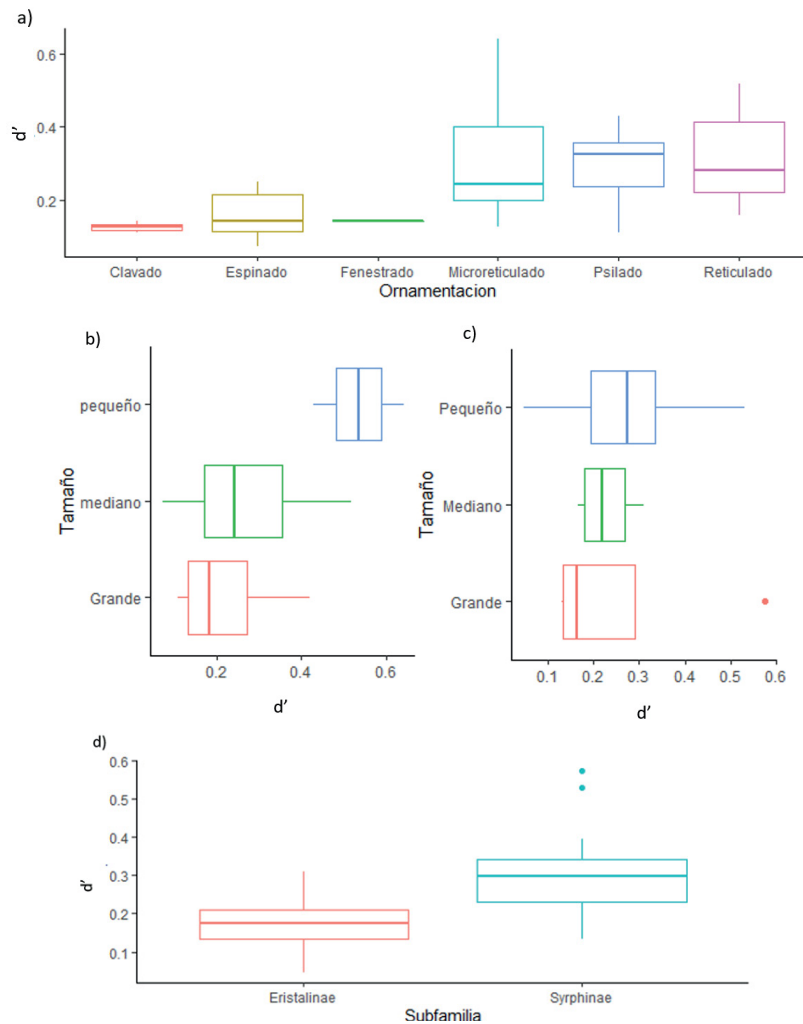 a)
0.6
0.4
0.2
d’
Clavado Espinado Fenestrado Microreticulado Psilado Reticulado
Ornamentacion
b)
pequeño
mediano
Grande
Tamaño
0.2 0.4 0.6
d’
c)
Pequeño
Mediano
Grande
Tamaño
0.1 0.2 0.3 0.4 0.5 0.6
d’
d)
0.6
0.5
0.4
0.3
0.2
0.1
d’
Eristalinae Syrphinae
Subfamilia